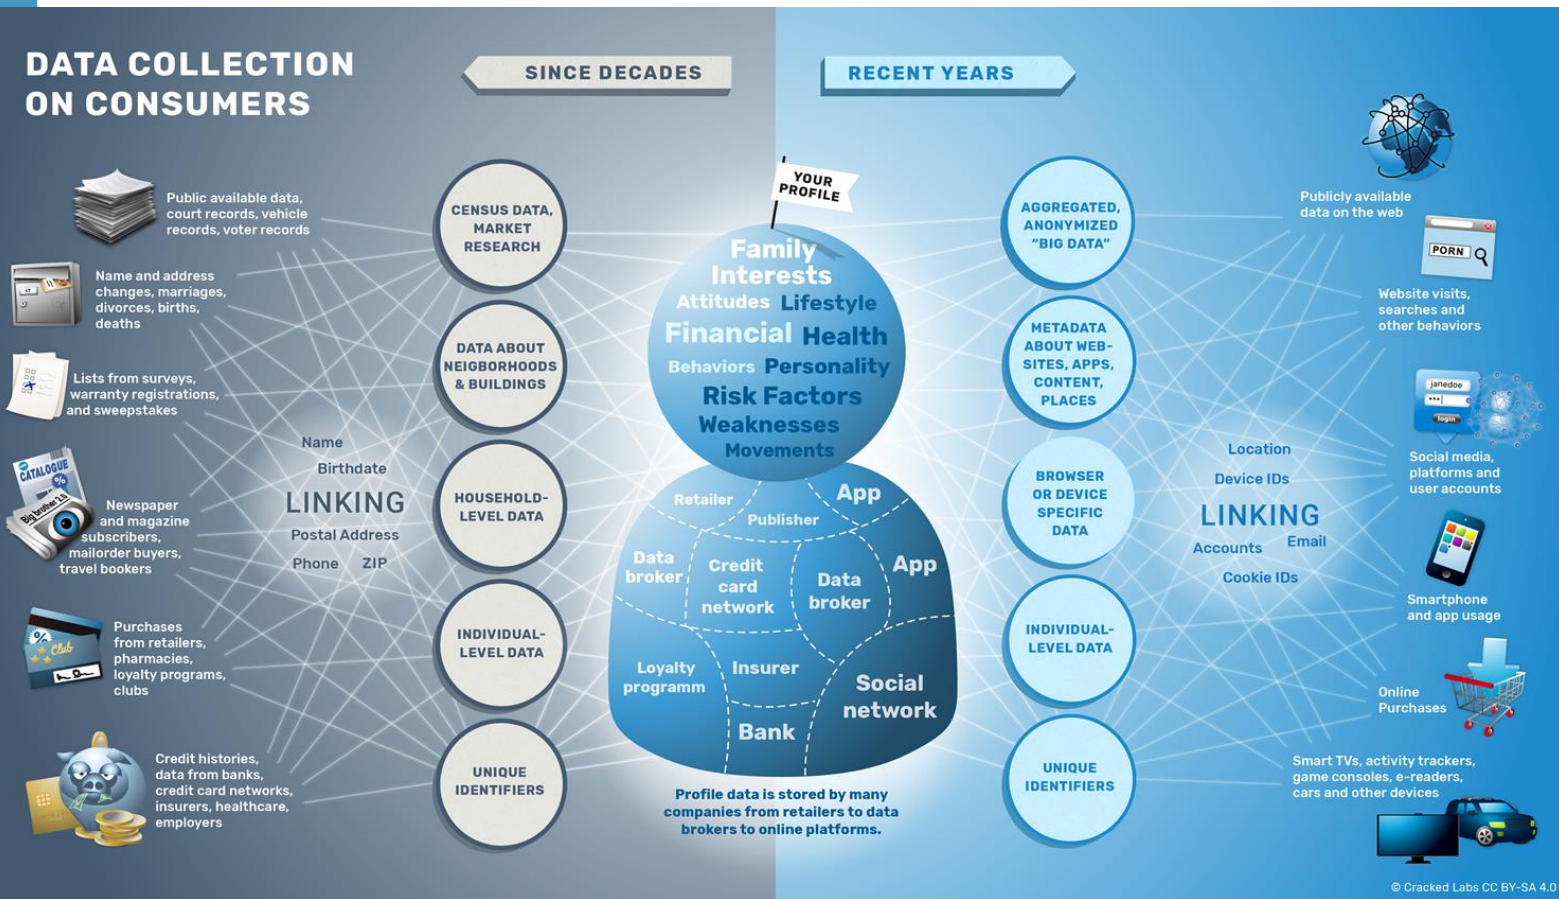 DATA COLLECTION
ON CONSUMERS
SINCE DECADES
RECENT YEARS
Public available data,
court records, vehicle
records, voter records
Name and address
changes, marriages,
divorces, births,
deaths
Lists from surveys,
warranty registrations,
and sweepstakes
CATALOGUE
%
Big brother 2.0
Newspaper
and magazine
subscribers,
mailorder buyers,
travel bookers
%
Club
Purchases
from retailers,
pharmacies,
loyalty programs,
clubs
Credit histories,
data from banks,
credit card networks,
insurers, healthcare,
employers
Name
Birthdate
LINKING
Postal Address
Phone ZIP
CENSUS DATA,
MARKET
RESEARCH
DATA ABOUT
NEIGBORHOODS
& BUILDINGS
HOUSEHOLD-
LEVEL DATA
INDIVIDUAL-
LEVEL DATA
UNIQUE
IDENTIFIERS
YOUR
PROFILE
Family
Interests
Attitudes Lifestyle
Financial Health
Behaviors Personality
Risk Factors
Weaknesses
Movements
Retailer
App
Publisher
Data
broker
Credit
card
network
Data
broker
App
Loyalty
programm
Insurer
Social
network
Bank
Profile data is stored by many
companies from retailers to data
brokers to online platforms.
AGGREGATED,
ANONYMIZED
“BIG DATA”
METADATA
ABOUT WEB-
SITES, APPS,
CONTENT,
PLACES
BROWSER
OR DEVICE
SPECIFIC
DATA
INDIVIDUAL-
LEVEL DATA
UNIQUE
IDENTIFIERS
Location
Device IDs
LINKING
Accounts Email
Cookie IDs
Publicly available
data on the web
PORN
Website visits,
searches and
other behaviors
janedoe
***
login
Social media,
platforms and
user accounts
Smartphone
and app usage
Online
Purchases
Smart TVs, activity trackers,
game consoles, e-readers,
cars and other devices
© Cracked Labs CC BY-SA 4.0